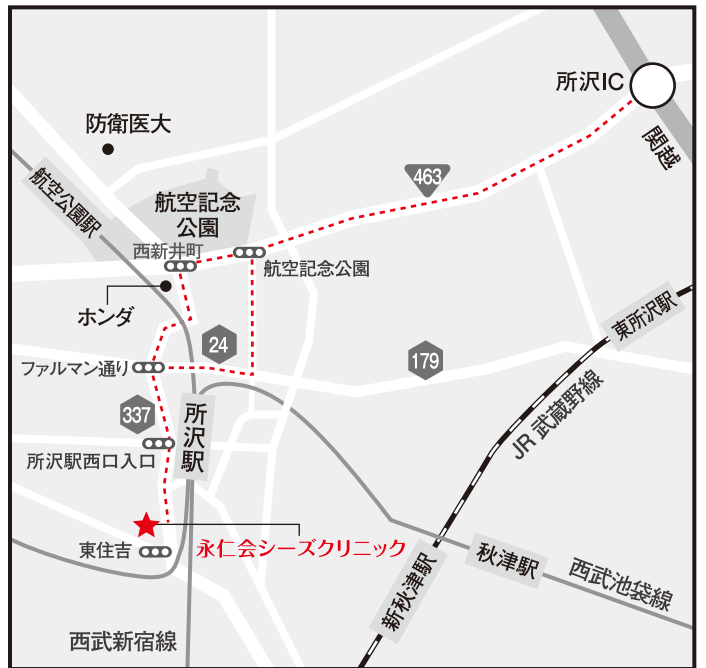 所沢IC
関越
防衛医大
463
航空公園駅
航空記念
公園
西新井町
航空記念公園
ホンダ
東所沢駅
24
179
ファルマン通り
337
所沢駅
JR 武蔵野線
所沢駅西口入口
永仁会シーズクリニック
東住吉
新秋津駅
秋津駅
西武池袋線
西武新宿線